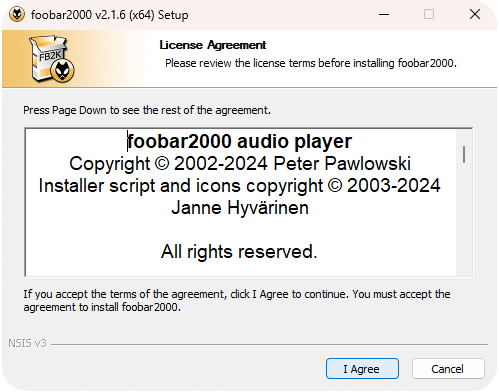 foobar2000 v2.1.6 (x64) Setup
FB2K
License Agreement
Please review the license terms before installing foobar2000.
Press Page Down to see the rest of the agreement.
foobar2000 audio player
Copyright © 2002-2024 Peter Pawlowski
Installer script and icons copyright © 2003-2024
Janne Hyvärinen
All rights reserved.
If you accept the terms of the agreement, click I Agree to continue. You must accept the
agreement to install foobar2000.
NSIS v3
I Agree
Cancel